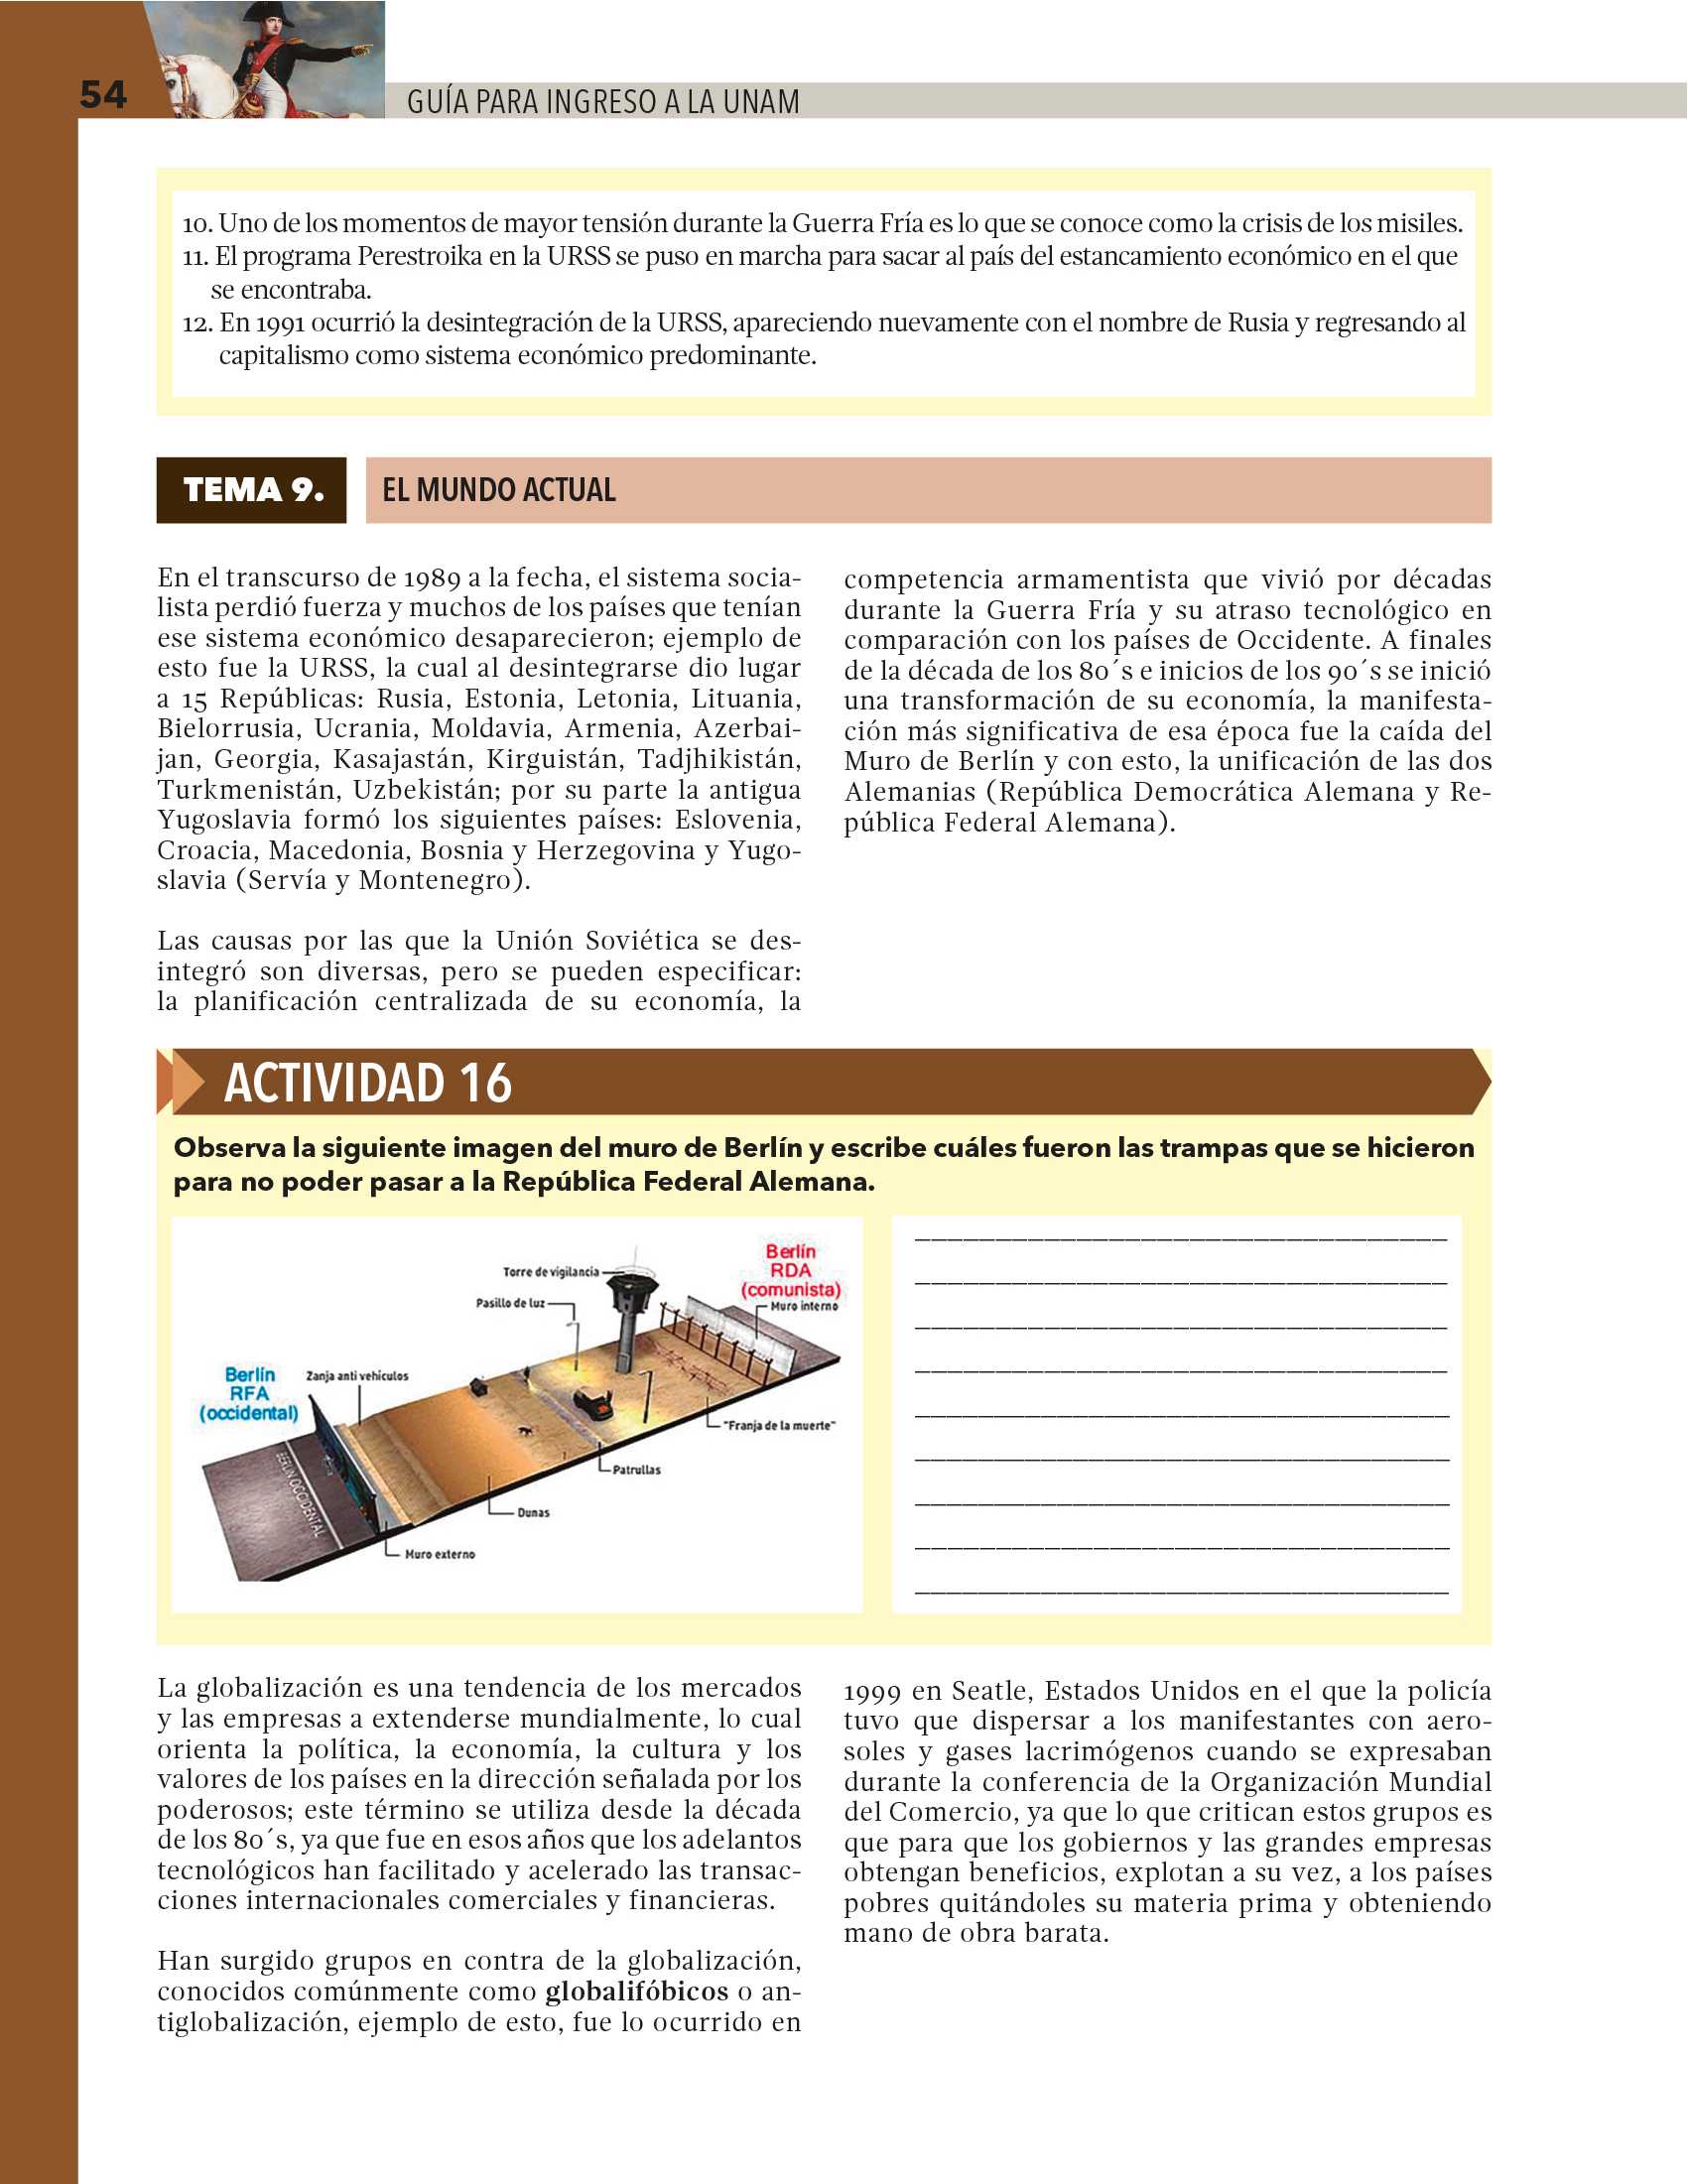 54
GUÍA PARA INGRESO A LA UNAM
10. Uno de los momentos de mayor tensión durante la Guerra Fría es lo que se conoce como la crisis de los misiles.
11. El programa Perestroika en la URSS se puso en marcha para sacar al país del estancamiento económico en el que
se encontraba.
12. En 1991 ocurrió la desintegración de la URSS, apareciendo nuevamente con el nombre de Rusia y regresando al
capitalismo como sistema económico predominante.
TEMA 9.
EL MUNDO ACTUAL
En el transcurso de 1989 a la fecha, el sistema socia-
lista perdió fuerza y muchos de los países que tenían
ese sistema económico desaparecieron; ejemplo de
esto fue la URSS, la cual al desintegrarse dio lugar
a 15 Repúblicas: Rusia, Estonia, Letonia, Lituania,
Bielorrusia, Ucrania, Moldavia, Armenia, Azerbai-
jan, Georgia, Kasajastán, Kirguistán, Tadjhikistán,
Turkmenistán, Uzbekistán; por su parte la antigua
Yugoslavia formó los siguientes países: Eslovenia,
Croacia, Macedonia, Bosnia y Herzegovina y Yugo-
slavia (Servía y Montenegro).
Las causas por las que la Unión Soviética se des-
integró son diversas, pero se pueden especificar:
la planificación centralizada de su economía, la
competencia armamentista que vivió por décadas
durante la Guerra Fría y su atraso tecnológico en
comparación con los países de Occidente. A finales
de la década de los 80´s e inicios de los 90´s se inició
una transformación de su economía, la manifesta-
ción más significativa de esa época fue la caída del
Muro de Berlín y con esto, la unificación de las dos
Alemanias (República Democrática Alemana y Re-
pública Federal Alemana).
ACTIVIDAD 16
Observa la siguiente imagen del muro de Berlín y escribe cuáles fueron las trampas que se hicieron
para no poder pasar a la República Federal Alemana.
Berlín
RDA
(comunista)
Torre de vigilancia
Pasillo de luz
Muro interno
Berlín
RFA
(occidental)
Zanja anti vehículos
"Franja de la muerte"
Patrullas
Dunas
Muro externo
BERLIN OCCIDENTAL
La globalización es una tendencia de los mercados
y las empresas a extenderse mundialmente, lo cual
orienta la política, la economía, la cultura y los
valores de los países en la dirección señalada por los
poderosos; este término se utiliza desde la década
de los 80´s, ya que fue en esos años que los adelantos
tecnológicos han facilitado y acelerado las transac-
ciones internacionales comerciales y financieras.
Han surgido grupos en contra de la globalización,
conocidos comúnmente como globalifóbicos o an-
tiglobalización, ejemplo de esto, fue lo ocurrido en
1999 en Seatle, Estados Unidos en el que la policía
tuvo que dispersar a los manifestantes con aero-
soles y gases lacrimógenos cuando se expresaban
durante la conferencia de la Organización Mundial
del Comercio, ya que lo que critican estos grupos es
que para que los gobiernos y las grandes empresas
obtengan beneficios, explotan a su vez, a los países
pobres quitándoles su materia prima y obteniendo
mano de obra barata.